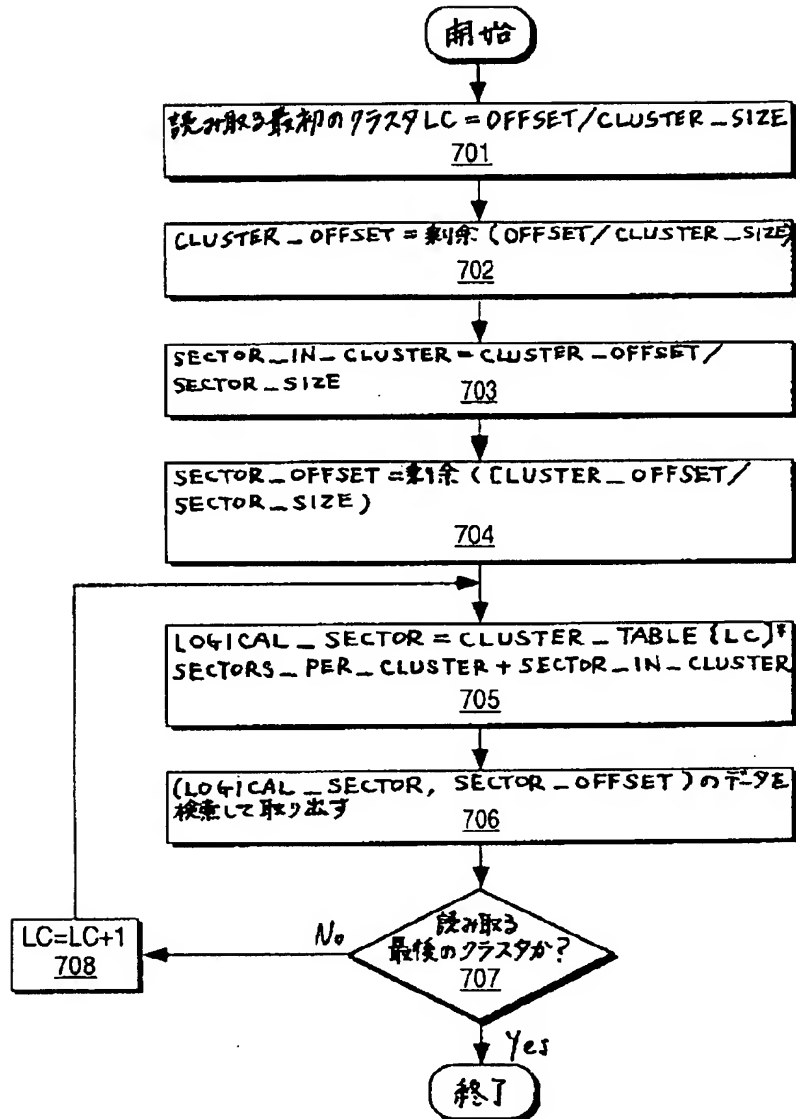 開始
読み取る最初のクラスタLC=OFFSET/CLUSTER_SIZE
701
CLUSTER_OFFSET=剰余(OFFSET/CLUSTER_SIZE)
702
SECTOR_IN_CLUSTER=CLUSTER_OFFSET/
SECTOR_SIZE
703
SECTOR_OFFSET=剰余(CLUSTER_OFFSET/
SECTOR_SIZE)
704
LOGICAL_SECTOR=CLUSTER_TABLE{LC}*
SECTORS_PER_CLUSTER+SECTOR_IN_CLUSTER
705
(LOGICAL_SECTOR, SECTOR_OFFSET)のデータを
検索して取り出す
706
読み取る
最後のクラスタか?
707
No
LC=LC+1
708
Yes
終了